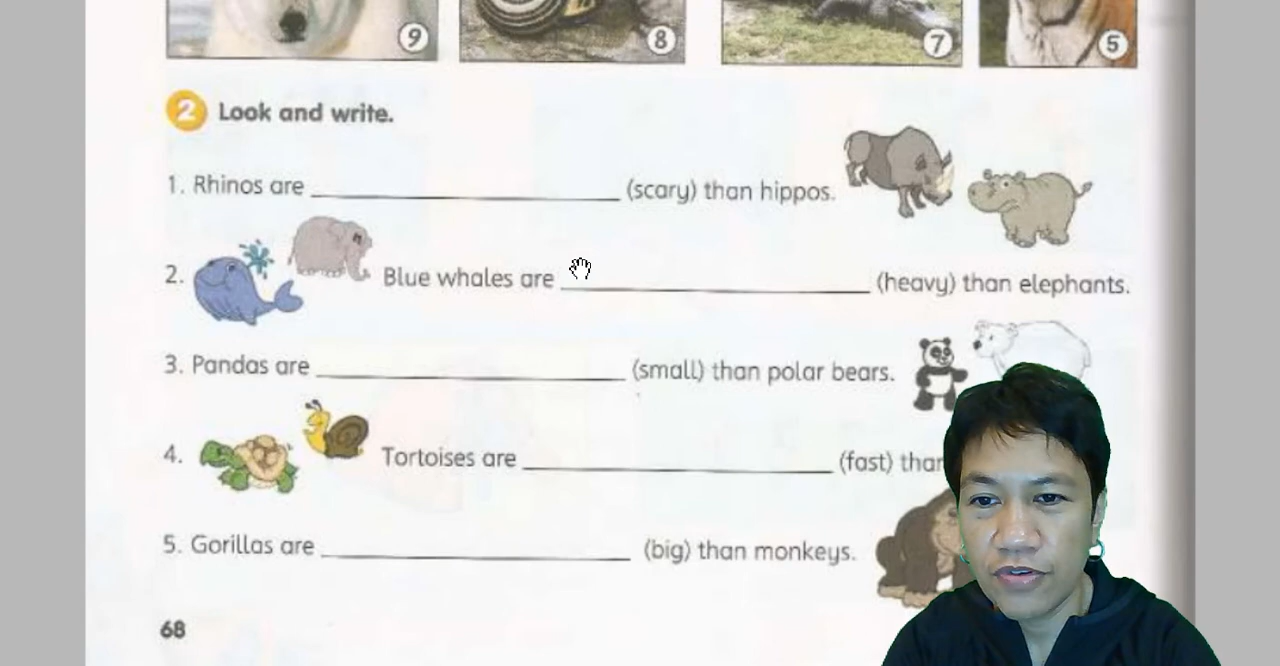 9
8
7
5
2 Look and write.
1. Rhinos are (scary) than hippos.
2. Blue whales are (heavy) than elephants.
3. Pandas are (small) than polar bears.
4. Tortoises are (fast) than
5. Gorillas are (big) than monkeys.
68